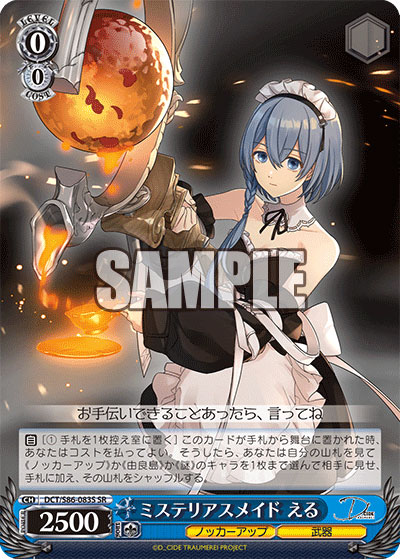 LEVEL
0
0
COST
SAMPLE
お手伝いできることあったら、言ってね
自 [① 手札を1枚控え室に置く] このカードが手札から舞台に置かれた時、
あなたはコストを払ってよい。そうしたら、あなたは自分の山札を見て
《ノッカーアップ》か《由良島》か《謎》のキャラを1枚まで選んで相手に見せ、
手札に加え、その山札をシャッフルする。
CH DCT/S86-083S SR
POWER
2500
ミステリアスメイド える
ノッカーアップ
武器
©D_CIDE TRAUMEREI PROJECT